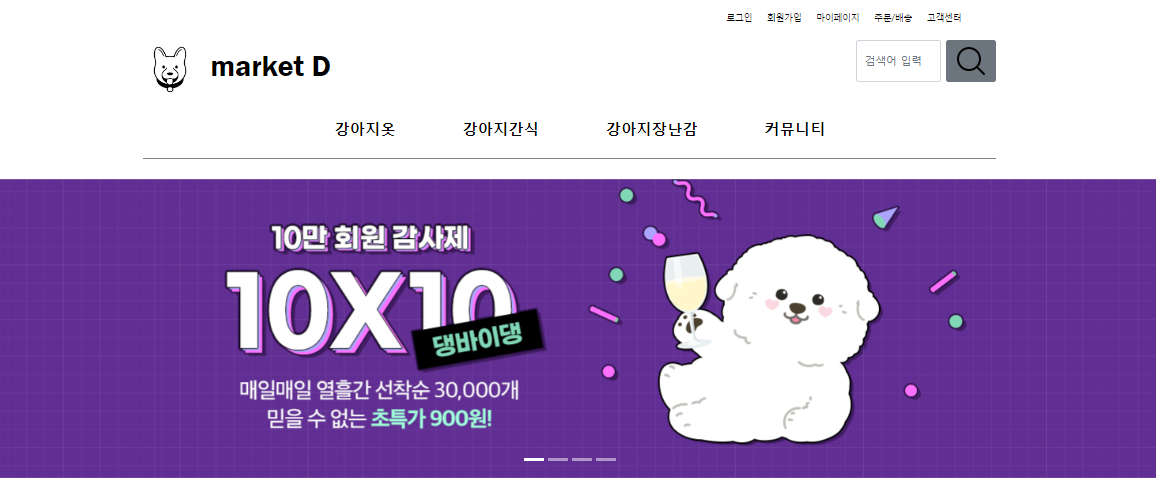 로그인 회원가입 마이페이지 주문/배송 고객센터
market D
검색어 입력
강아지옷 강아지간식 강아지장난감 커뮤니티
10만 회원 감사제
10X10
댕바이댕
매일매일 열흘간 선착순 30,000개
믿을 수 없는 초특가 900원!